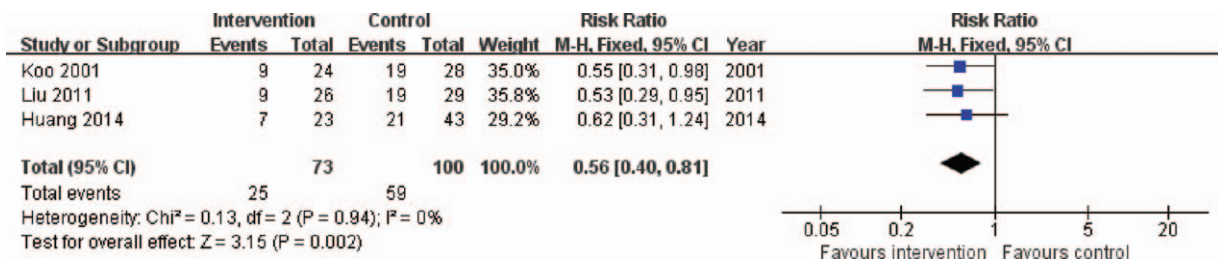 Intervention Control Risk Ratio Risk Ratio
Study or Subgroup Events Total Events Total Weight M-H, Fixed, 95% CI Year M-H, Fixed, 95% CI
Koo 2001 9 24 19 28 35.0% 0.55 [0.31, 0.98] 2001
Liu 2011 9 26 19 29 35.8% 0.53 [0.29, 0.95] 2011
Huang 2014 7 23 21 43 29.2% 0.62 [0.31, 1.24] 2014
Total (95% CI) 73 100 100.0% 0.56 [0.40, 0.81]
Total events 25 59
Heterogeneity: Chi² = 0.13, df = 2 (P = 0.94); I² = 0%
Test for overall effect: Z = 3.15 (P = 0.002)
0.05 0.2 1 5 20
Favours intervention Favours control